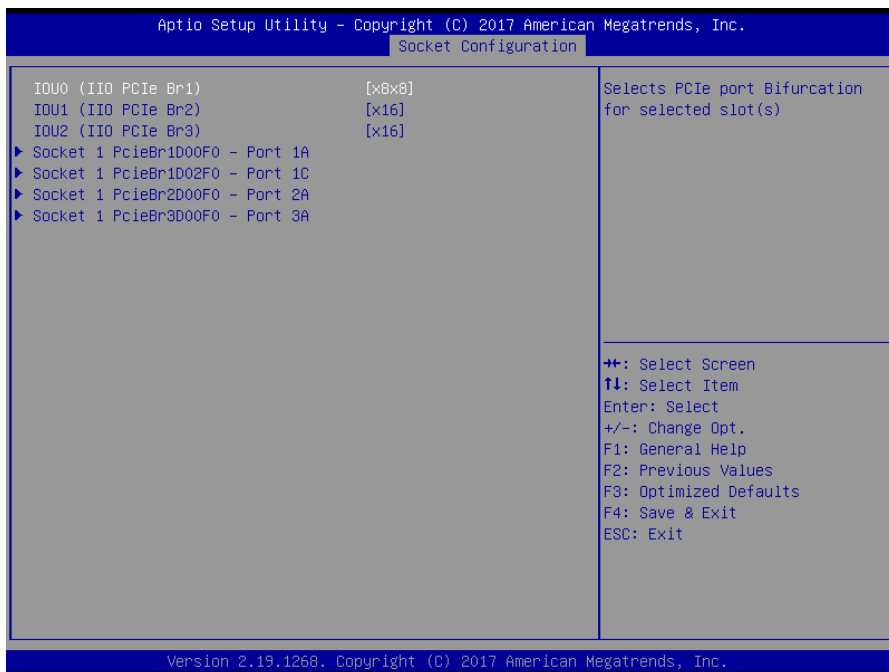 Aptio Setup Utility – Copyright (C) 2017 American Megatrends, Inc.
Socket Configuration
IOU0 (IIO PCIe Br1) [x8x8]
IOU1 (IIO PCIe Br2) [x16]
IOU2 (IIO PCIe Br3) [x16]
Socket 1 PcieBr1D00F0 – Port 1A
Socket 1 PcieBr1D02F0 – Port 1C
Socket 1 PcieBr2D00F0 – Port 2A
Socket 1 PcieBr3D00F0 – Port 3A
Selects PCIe port Bifurcation
for selected slot(s)
→←: Select Screen
↑↓: Select Item
Enter: Select
+/-: Change Opt.
F1: General Help
F2: Previous Values
F3: Optimized Defaults
F4: Save & Exit
ESC: Exit
Version 2.19.1268. Copyright (C) 2017 American Megatrends, Inc.